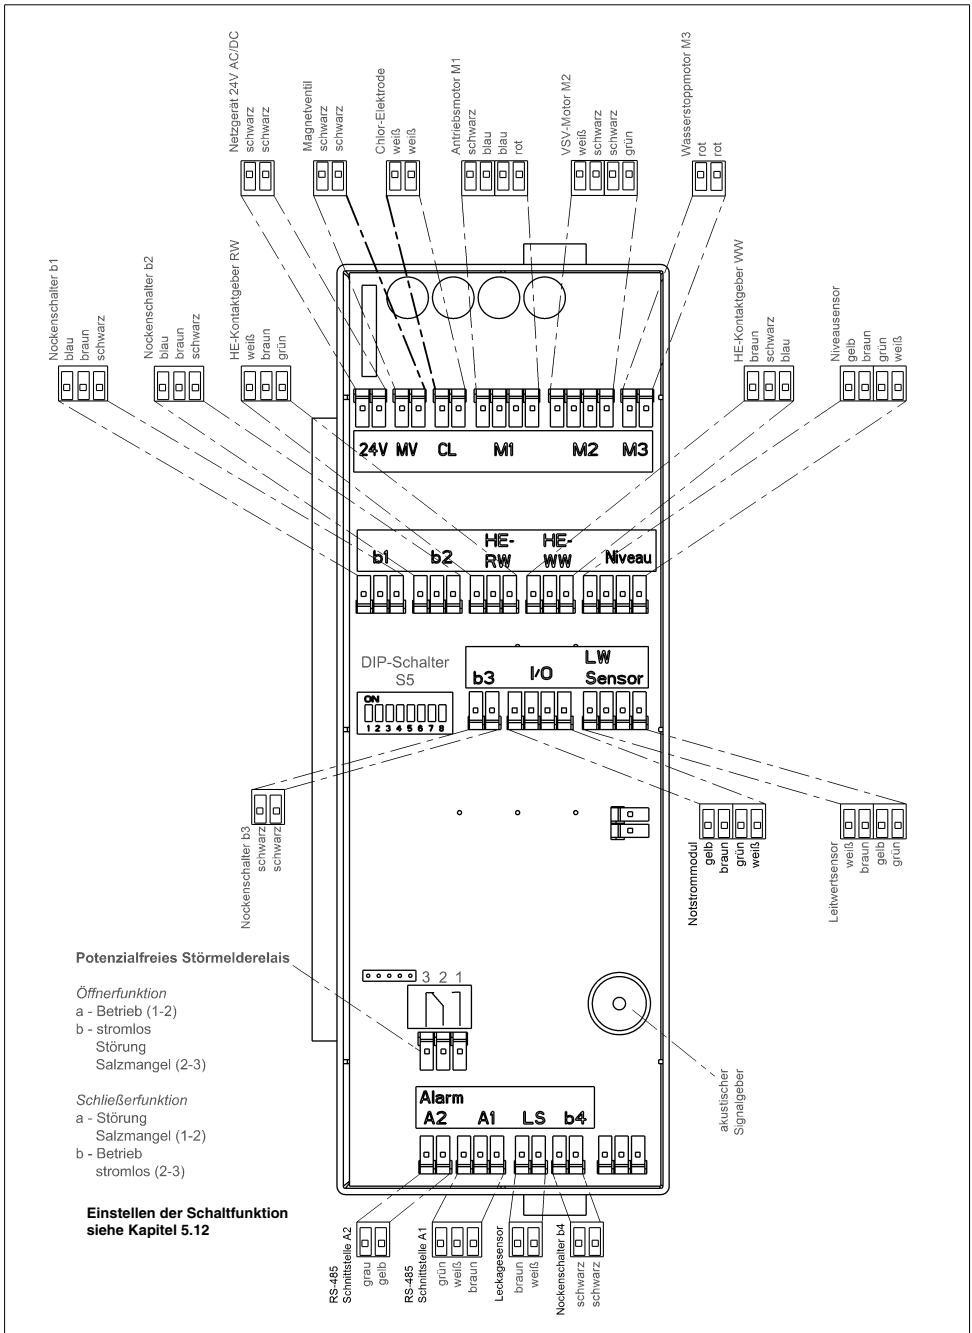 Netzgerät 24V AC/DC
schwarz
schwarz
Magnetventil
schwarz
schwarz
Chlor-Elektrode
weiß
weiß
Antriebsmotor M1
schwarz
blau
blau
rot
VSV-Motor M2
weiß
schwarz
schwarz
grün
Wasserstoppmotor M3
rot
rot
Nockenschalter b1
blau
braun
schwarz
Nockenschalter b2
blau
braun
schwarz
HE-Kontaktgeber RW
weiß
braun
grün
HE-Kontaktgeber WW
braun
schwarz
blau
Niveausensor
gelb
braun
grün
weiß
24V MV CL M1 M2 M3
b1 b2 HE-RW HE-WW Niveau
DIP-Schalter
S5
ON
1 2 3 4 5 6 7 8
b3 I/O LW Sensor
Nockenschalter b3
schwarz
schwarz
Notstrommodul
gelb
braun
grün
weiß
Leitwertsensor
weiß
braun
gelb
grün
Potenzialfreies Störmelderelais
Öffnerfunktion
a - Betrieb (1-2)
b - stromlos
Störung
Salzmangel (2-3)
Schließerfunktion
a - Störung
Salzmangel (1-2)
b - Betrieb
stromlos (2-3)
Einstellen der Schaltfunktion
siehe Kapitel 5.12
3 2 1
akustischer
Signalgeber
Alarm
A2 A1 LS b4
RS-485
Schnittstelle A2
grau
gelb
RS-485
Schnittstelle A1
grün
weiß
braun
Leckagesensor
braun
weiß
Nockenschalter b4
schwarz
schwarz